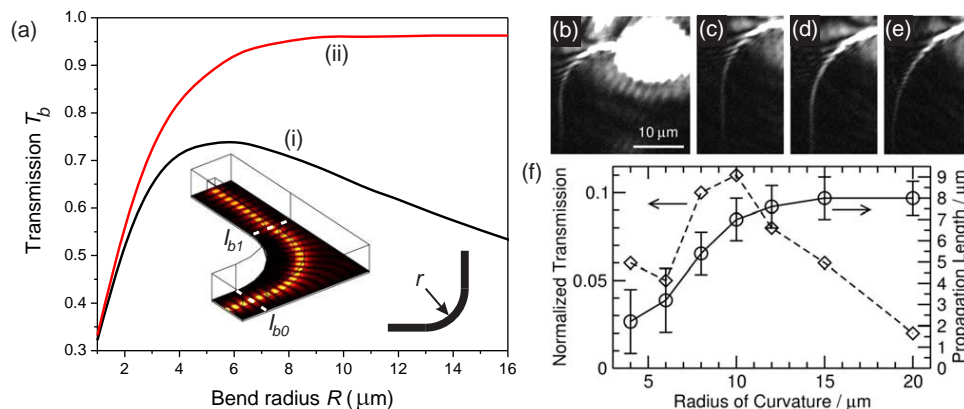 (a)
Transmission T_b
1.0
0.9
0.8
0.7
0.6
0.5
0.4
0.3
2 4 6 8 10 12 14 16
Bend radius R ( μm)
(ii)
(i)
l_b1
l_b0
r
(b)
10 μm
(c)
(d)
(e)
(f)
Normalized Transmission
0.1
0.05
0
5 10 15 20
Radius of Curvature / μm
9
8
7
6
5
4
3
2
1
0
Propagation Length / μm